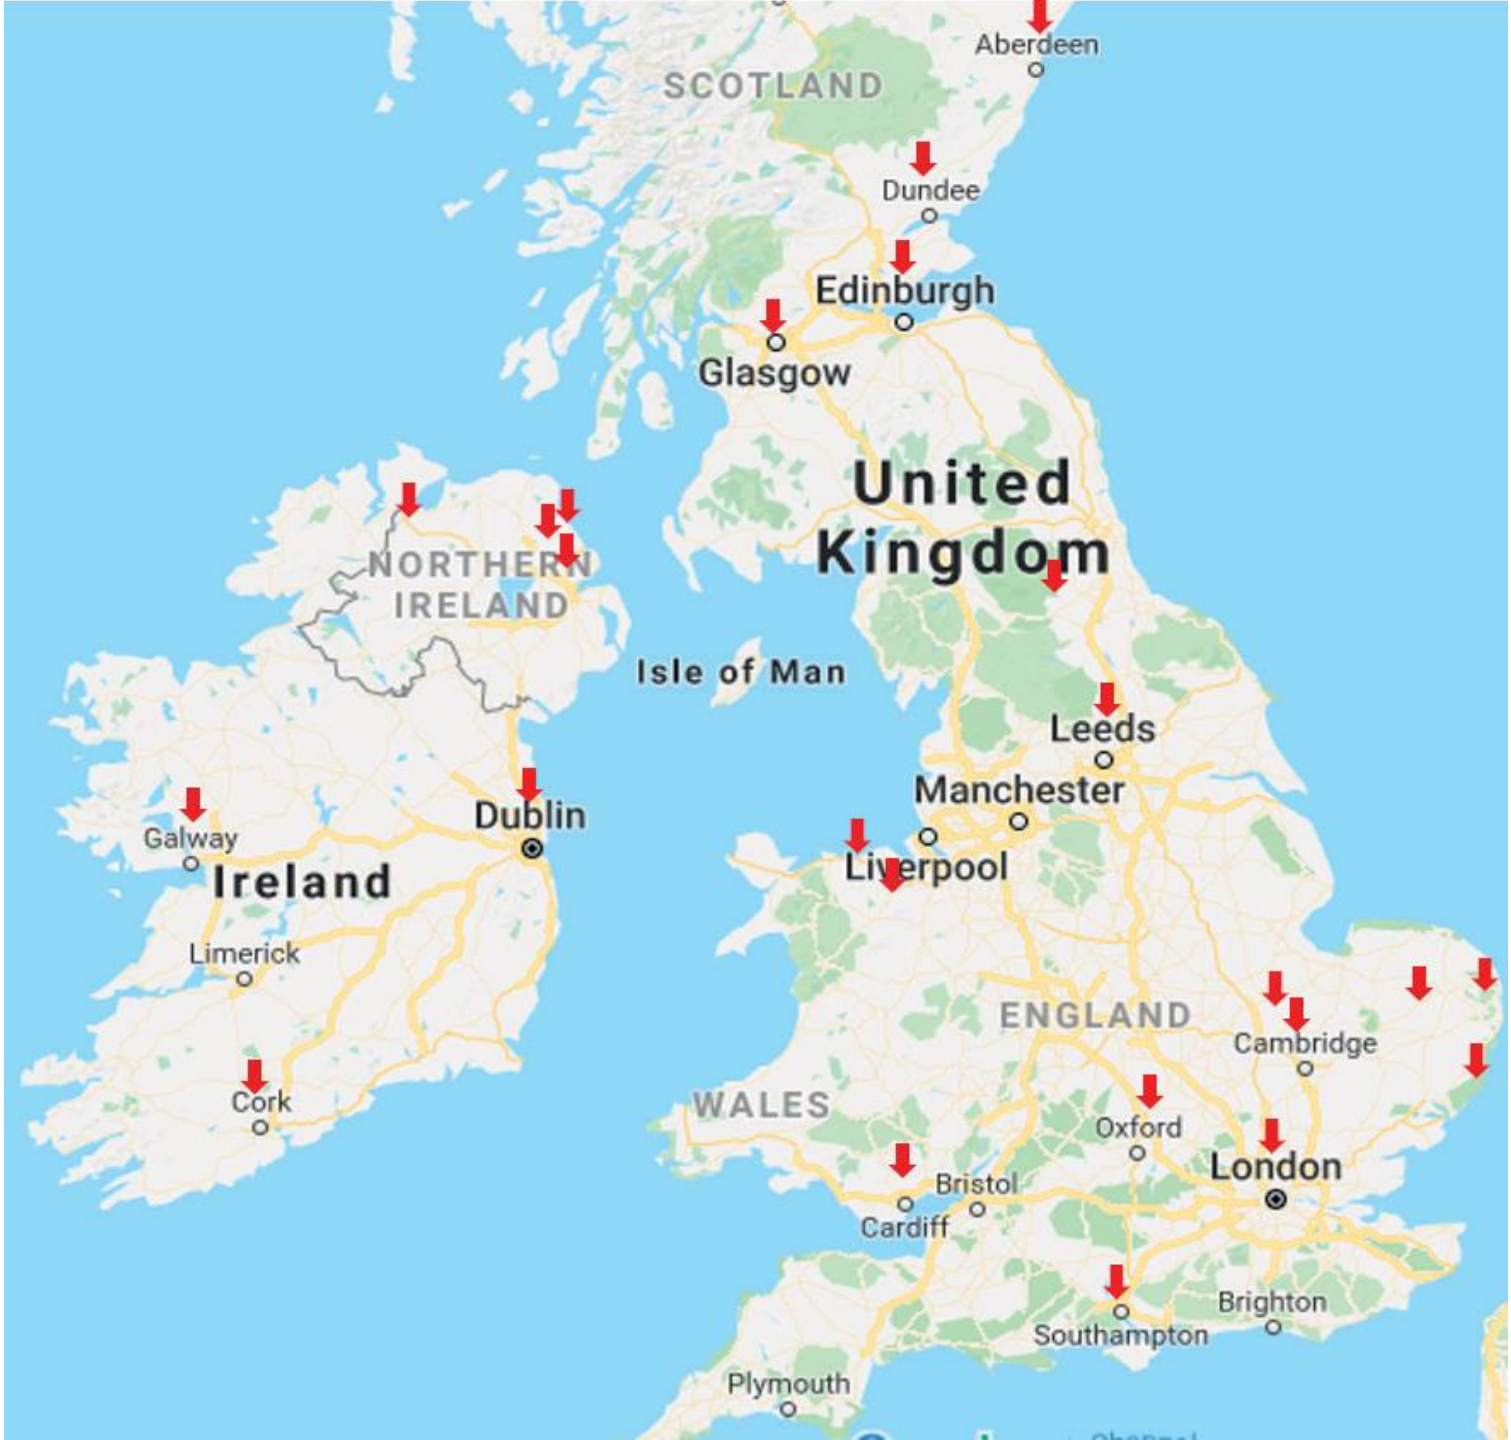 Aberdeen
SCOTLAND
Dundee
Edinburgh
Glasgow
United
Kingdom
NORTHERN
IRELAND
Isle of Man
Leeds
Manchester
Dublin
Galway
Liverpool
Ireland
Limerick
ENGLAND
Cambridge
Cork
WALES
Oxford
London
Bristol
Cardiff
Brighton
Southampton
Plymouth